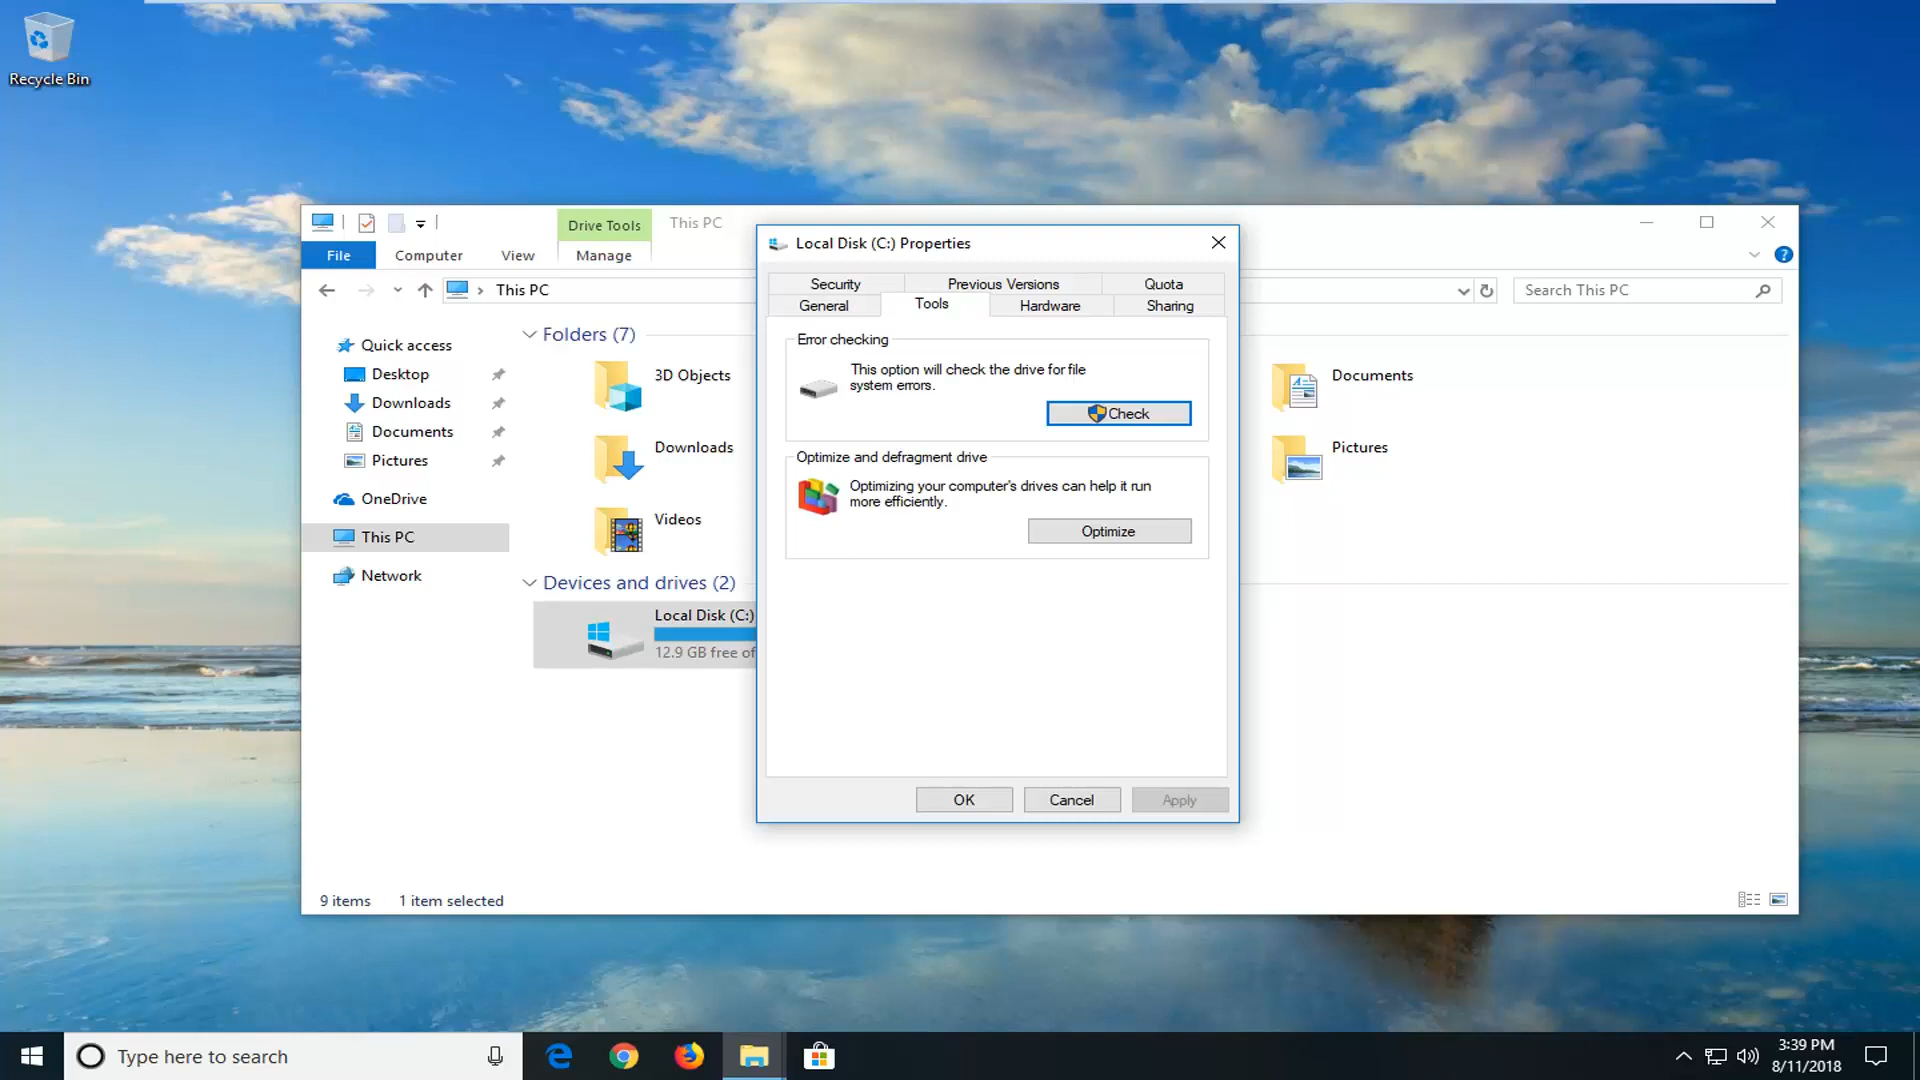 Recycle Bin
Drive Tools
This PC
File
Computer
View
Manage
This PC
Search This PC
Quick access
Desktop
Downloads
Documents
Pictures
OneDrive
This PC
Network
Folders (7)
3D Objects
Downloads
Videos
Documents
Pictures
Devices and drives (2)
Local Disk (C:)
12.9 GB free of
Local Disk (C:) Properties
Security
Previous Versions
Quota
General
Tools
Hardware
Sharing
Error checking
This option will check the drive for file
system errors.
Check
Optimize and defragment drive
Optimizing your computer's drives can help it run
more efficiently.
Optimize
OK
Cancel
Apply
9 items
1 item selected
Type here to search
3:39 PM
8/11/2018